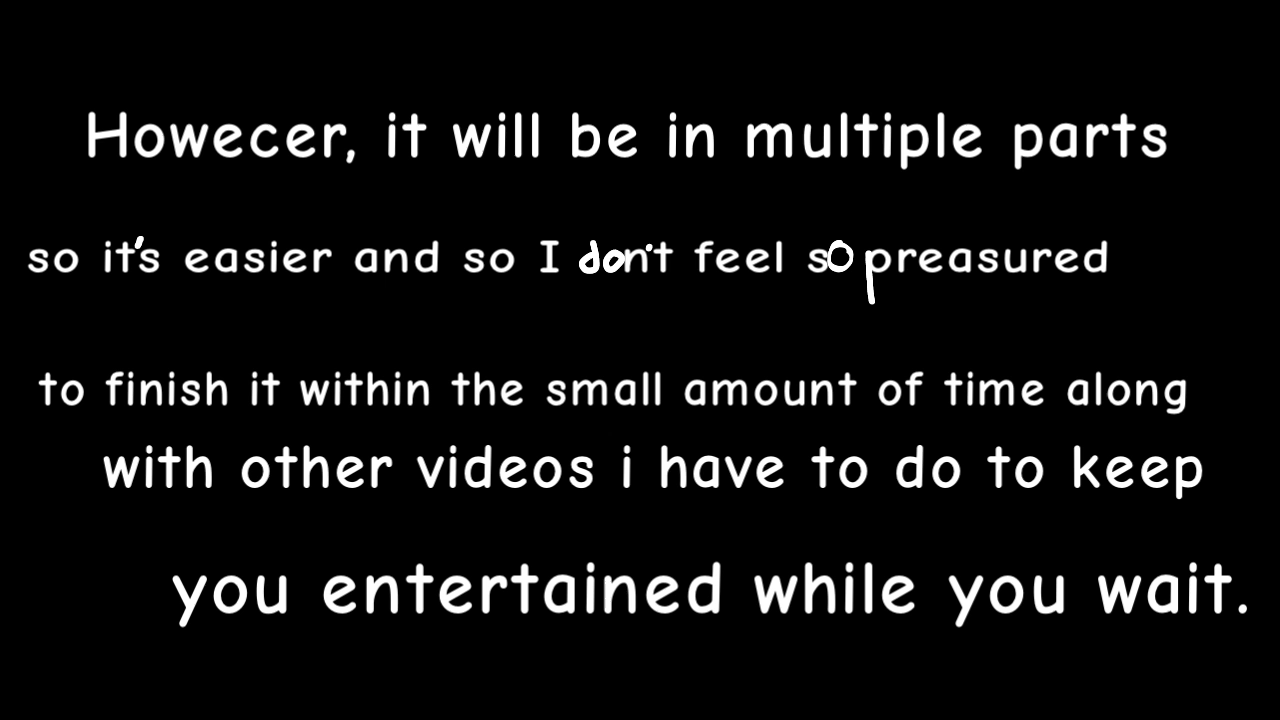 Howecer, it will be in multiple parts
so it's easier and so I don't feel so preasured
to finish it within the small amount of time along
with other videos i have to do to keep
you entertained while you wait.